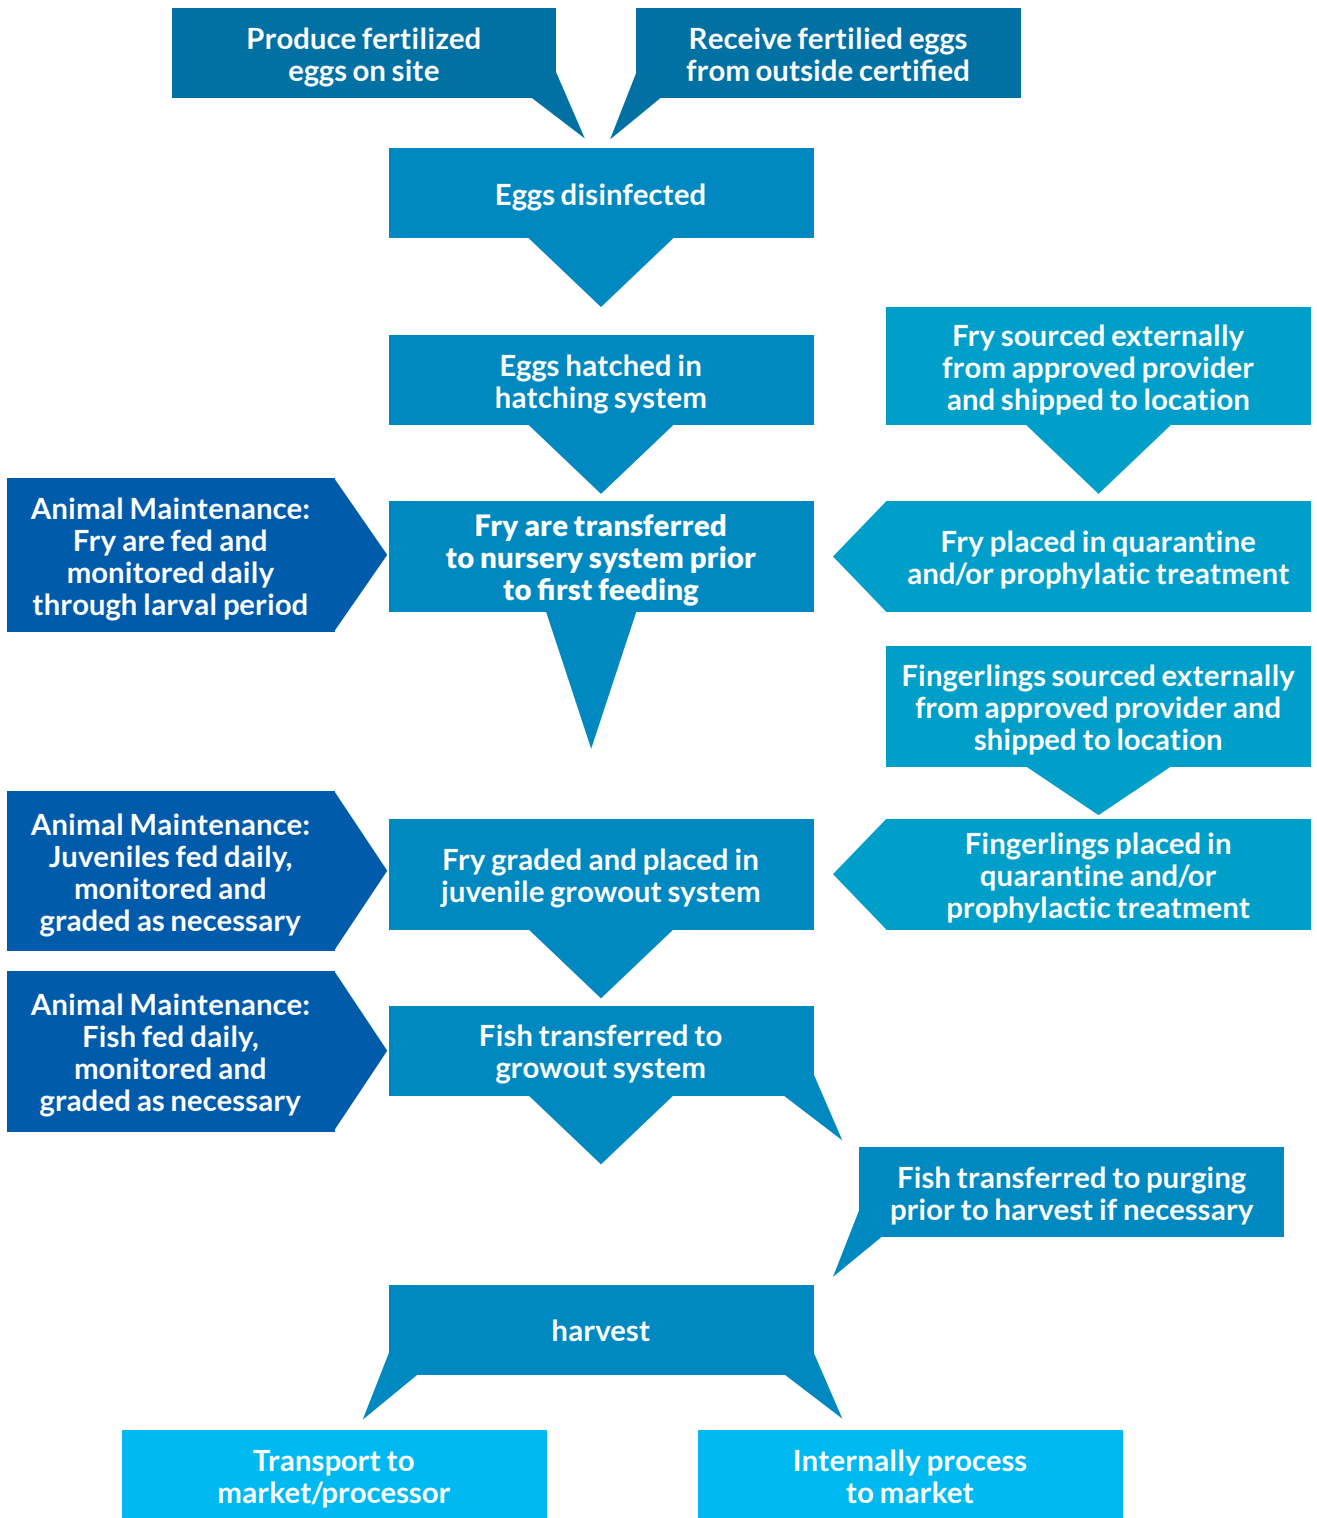 Produce fertilized
eggs on site
Receive fertilied eggs
from outside certified
Eggs disinfected
Eggs hatched in
hatching system
Fry sourced externally
from approved provider
and shipped to location
Animal Maintenance:
Fry are fed and
monitored daily
through larval period
Fry are transferred
to nursery system prior
to first feeding
Fry placed in quarantine
and/or prophylatic treatment
Fingerlings sourced externally
from approved provider and
shipped to location
Animal Maintenance:
Juveniles fed daily,
monitored and
graded as necessary
Fry graded and placed in
juvenile growout system
Fingerlings placed in
quarantine and/or
prophylactic treatment
Animal Maintenance:
Fish fed daily,
monitored and
graded as necessary
Fish transferred to
growout system
Fish transferred to purging
prior to harvest if necessary
harvest
Transport to
market/processor
Internally process
to market